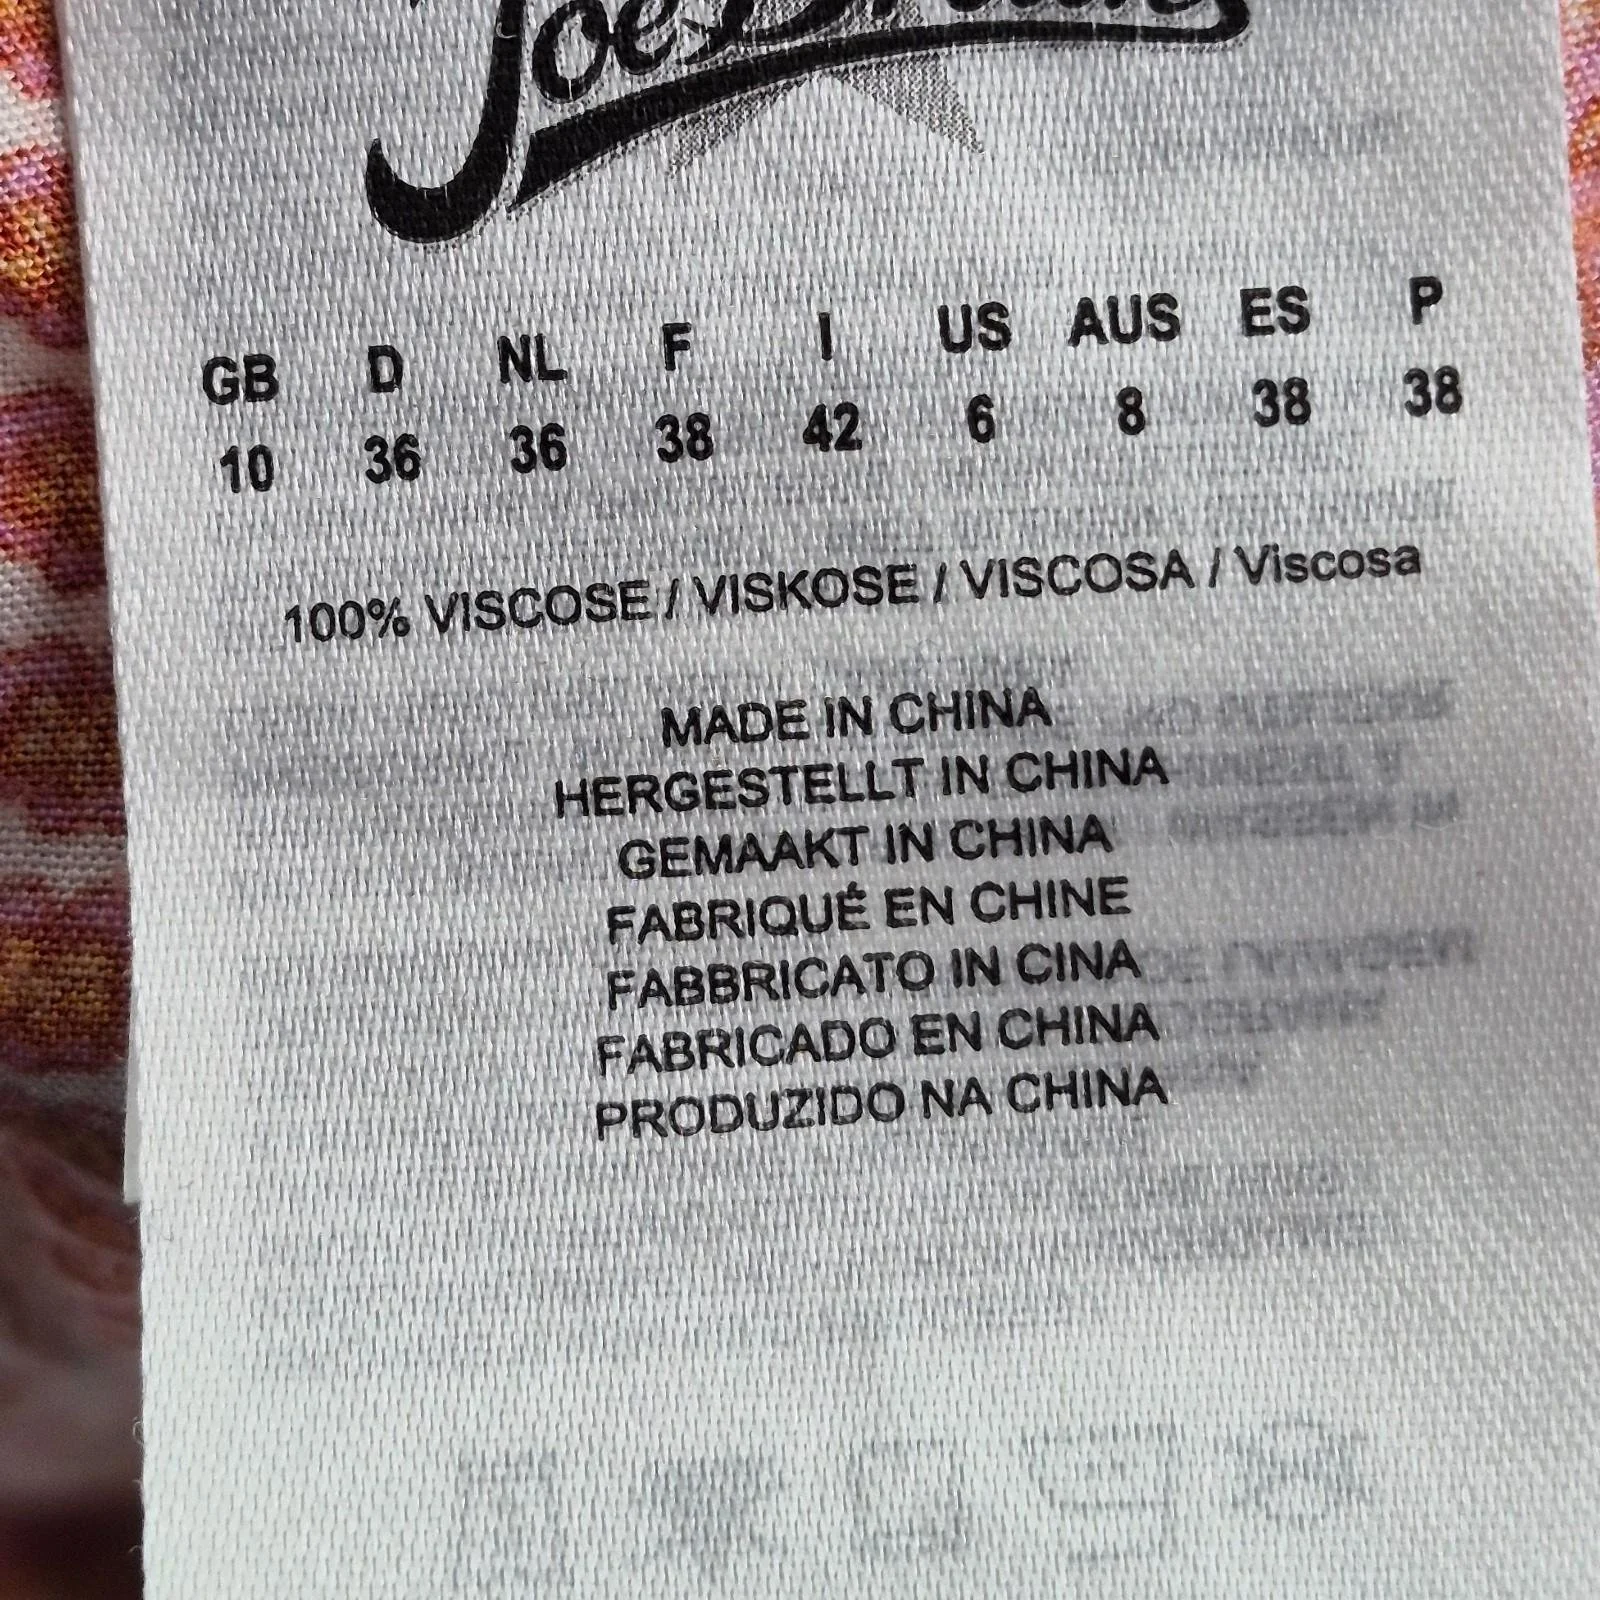 Joe Browns
GB D NL F I US AUS ES P
10 36 36 38 42 6 8 38 38
100% VISCOSE / VISKOSE / VISCOSA / Viscosa
MADE IN CHINA
HERGESTELLT IN CHINA
GEMAAKT IN CHINA
FABRIQUÉ EN CHINE
FABBRICATO IN CINA
FABRICADO EN CHINA
PRODUZIDO NA CHINA